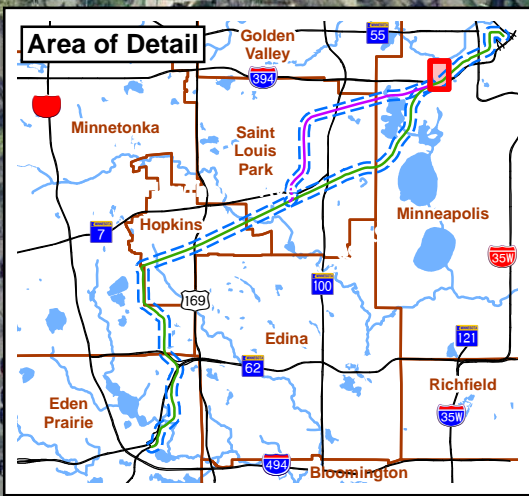 Area of Detail
Golden
Valley
MINNESOTA
55
394
Minnetonka
Saint
Louis
Park
Minneapolis
Hopkins
7
35W
169
100
Edina
121
62
Richfield
Eden
Prairie
35W
494
Bloomington